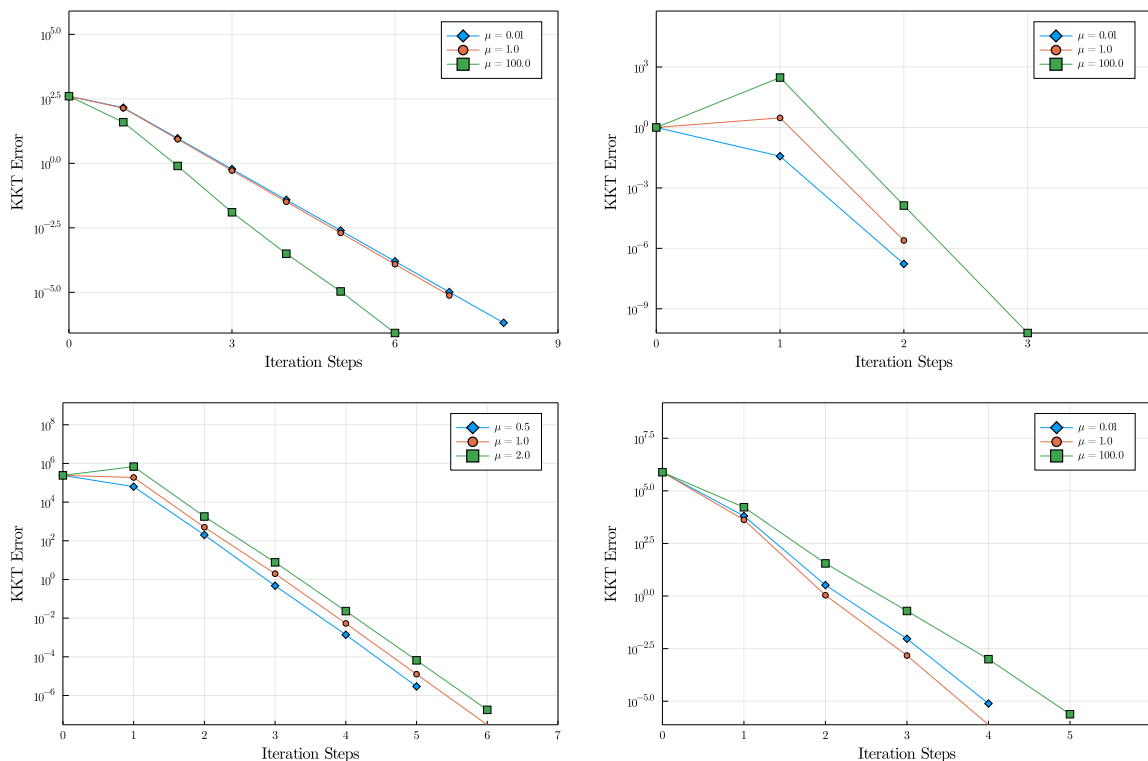 10^{5.0}
10^{2.5}
10^{0.0}
10^{-2.5}
10^{-5.0}
KKT Error
0 3 6 9
Iteration Steps
μ = 0.01
μ = 1.0
μ = 100.0
10^{3}
10^{0}
10^{-3}
10^{-6}
10^{-9}
KKT Error
0 1 2 3
Iteration Steps
μ = 0.01
μ = 1.0
μ = 100.0
10^{8}
10^{6}
10^{4}
10^{2}
10^{0}
10^{-2}
10^{-4}
10^{-6}
KKT Error
0 1 2 3 4 5 6 7
Iteration Steps
μ = 0.5
μ = 1.0
μ = 2.0
10^{7.5}
10^{5.0}
10^{2.5}
10^{0.0}
10^{-2.5}
10^{-5.0}
KKT Error
0 1 2 3 4 5
Iteration Steps
μ = 0.01
μ = 1.0
μ = 100.0